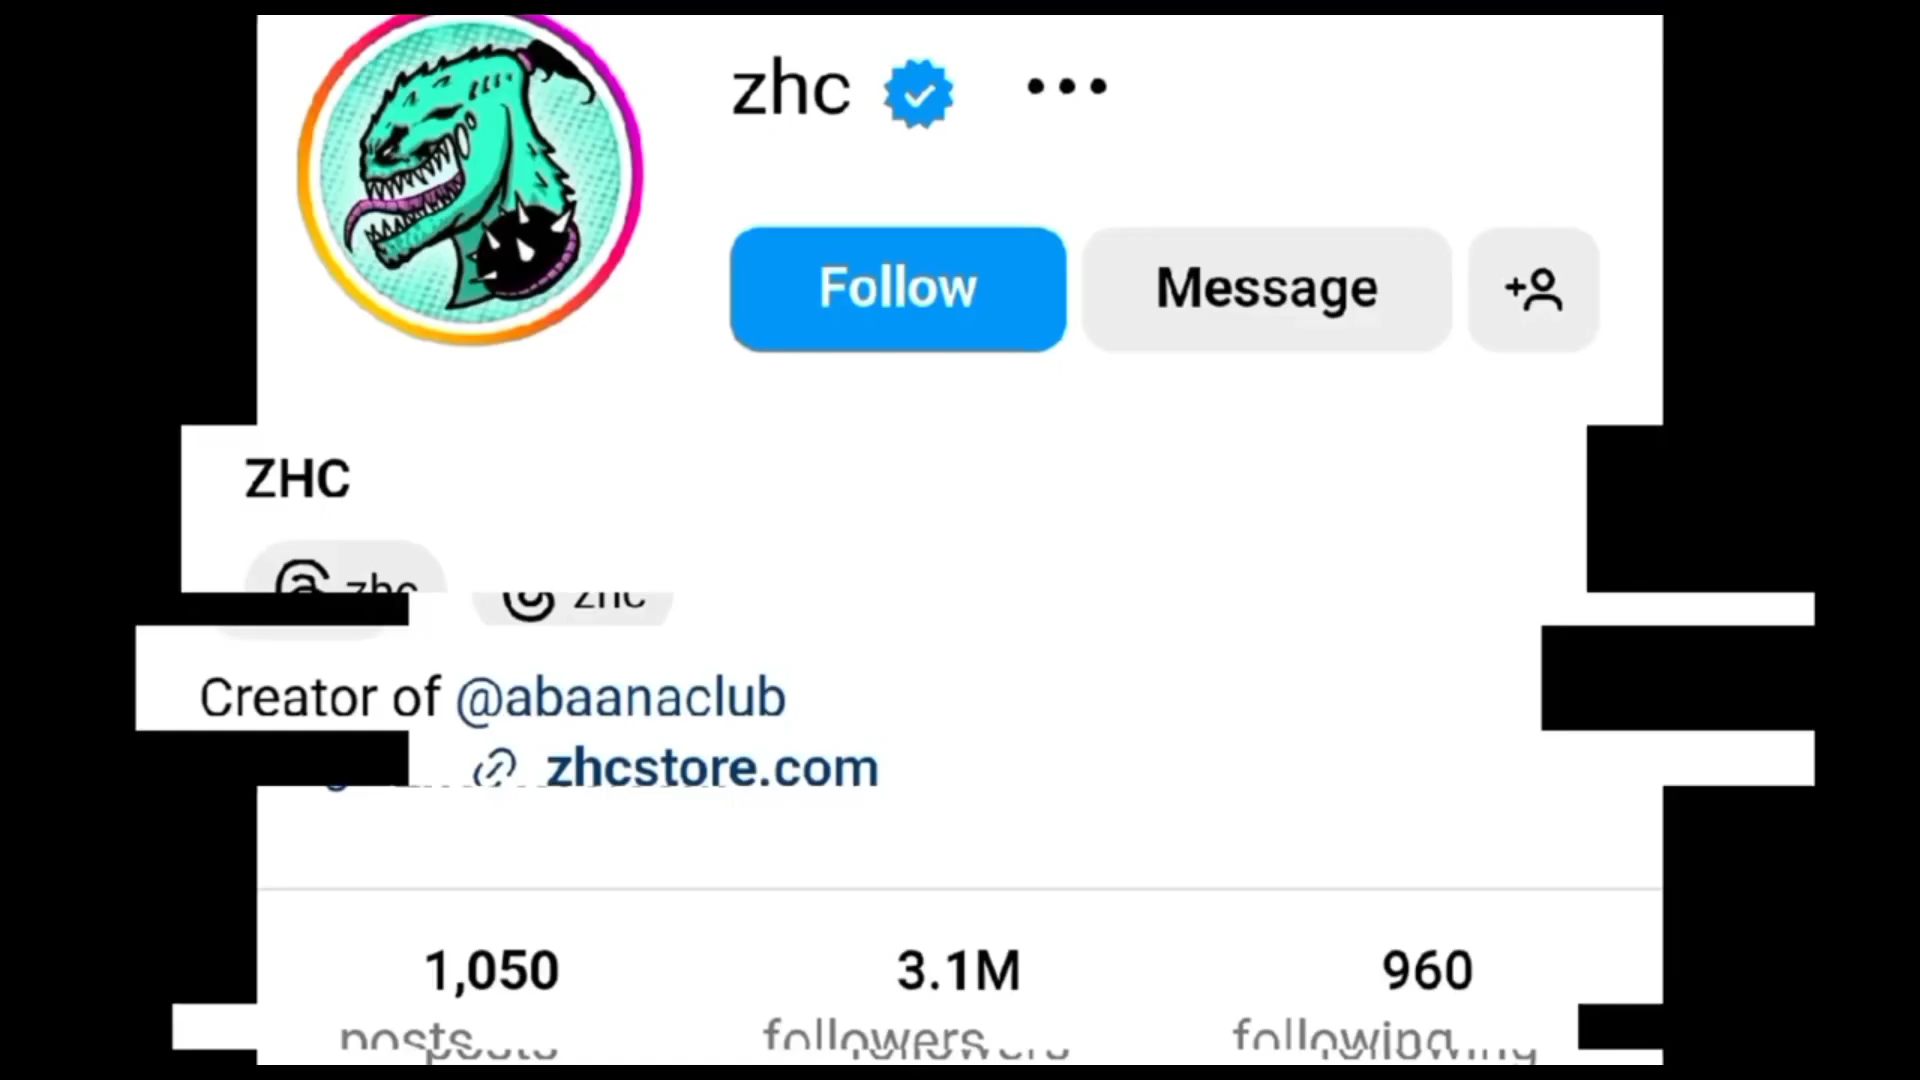 zhc
Follow Message
ZHC
zhc
Creator of @abaanaclub
zhcstore.com
1,050 3.1M 960
posts followers following